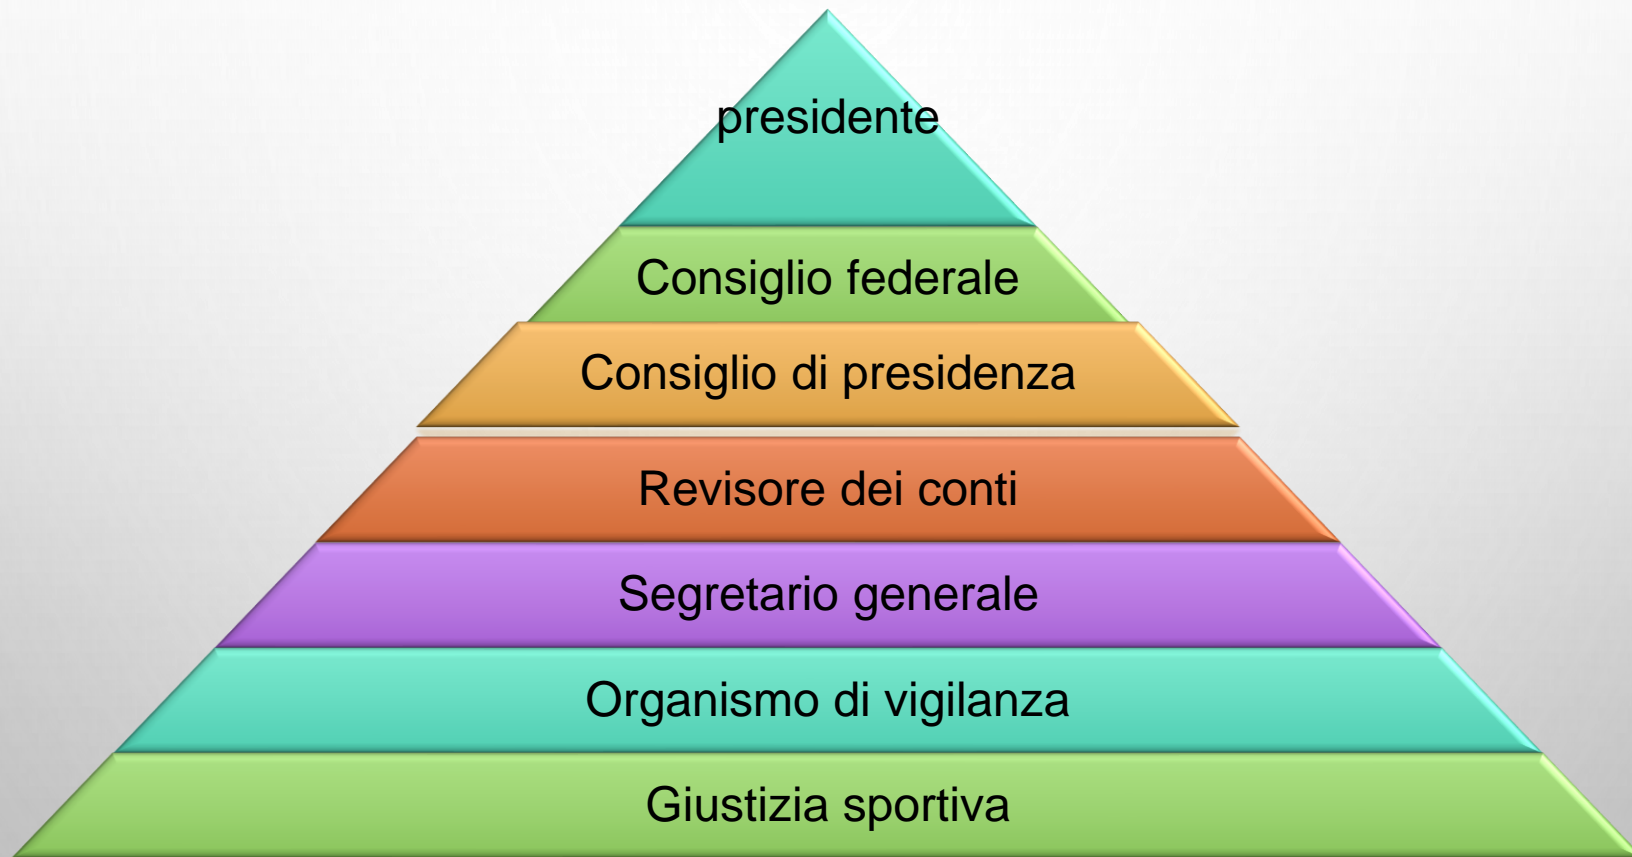 presidente
Consiglio federale
Consiglio di presidenza
Revisore dei conti
Segretario generale
Organismo di vigilanza
Giustizia sportiva